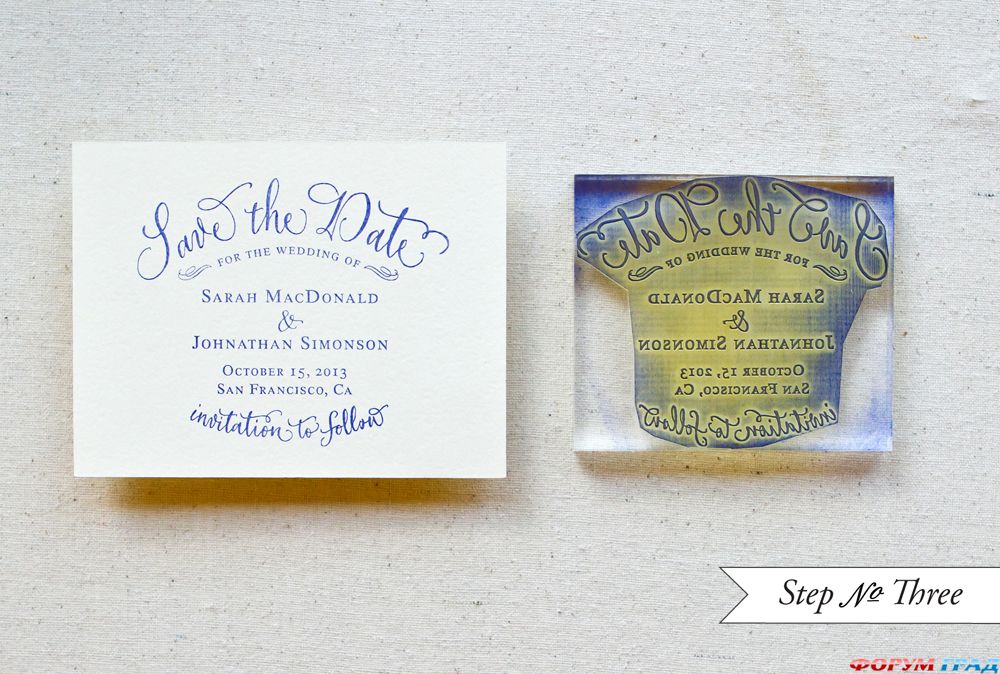 Save the Date
FOR THE WEDDING OF
SARAH MACDONALD
&
JOHNATHAN SIMONSON
OCTOBER 15, 2013
SAN FRANCISCO, CA
invitation to follow
Save the Date
FOR THE WEDDING OF
SARAH MACDONALD
&
JOHNATHAN SIMONSON
OCTOBER 15, 2013
SAN FRANCISCO, CA
invitation to follow
Step No Three
ФОРУМ ГРАД